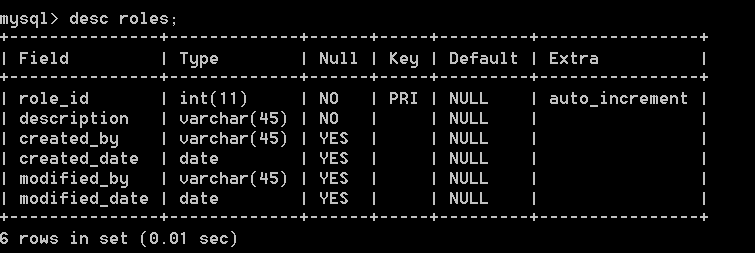 mysql> desc roles;
+---------------+-------------+------+-----+---------+----------------+
| Field         | Type        | Null | Key | Default | Extra          |
+---------------+-------------+------+-----+---------+----------------+
| role_id       | int(11)     | NO   | PRI | NULL    | auto_increment |
| description   | varchar(45) | NO   |     | NULL    |                |
| created_by    | varchar(45) | YES  |     | NULL    |                |
| created_date  | date        | YES  |     | NULL    |                |
| modified_by   | varchar(45) | YES  |     | NULL    |                |
| modified_date | date        | YES  |     | NULL    |                |
+---------------+-------------+------+-----+---------+----------------+
6 rows in set (0.01 sec)